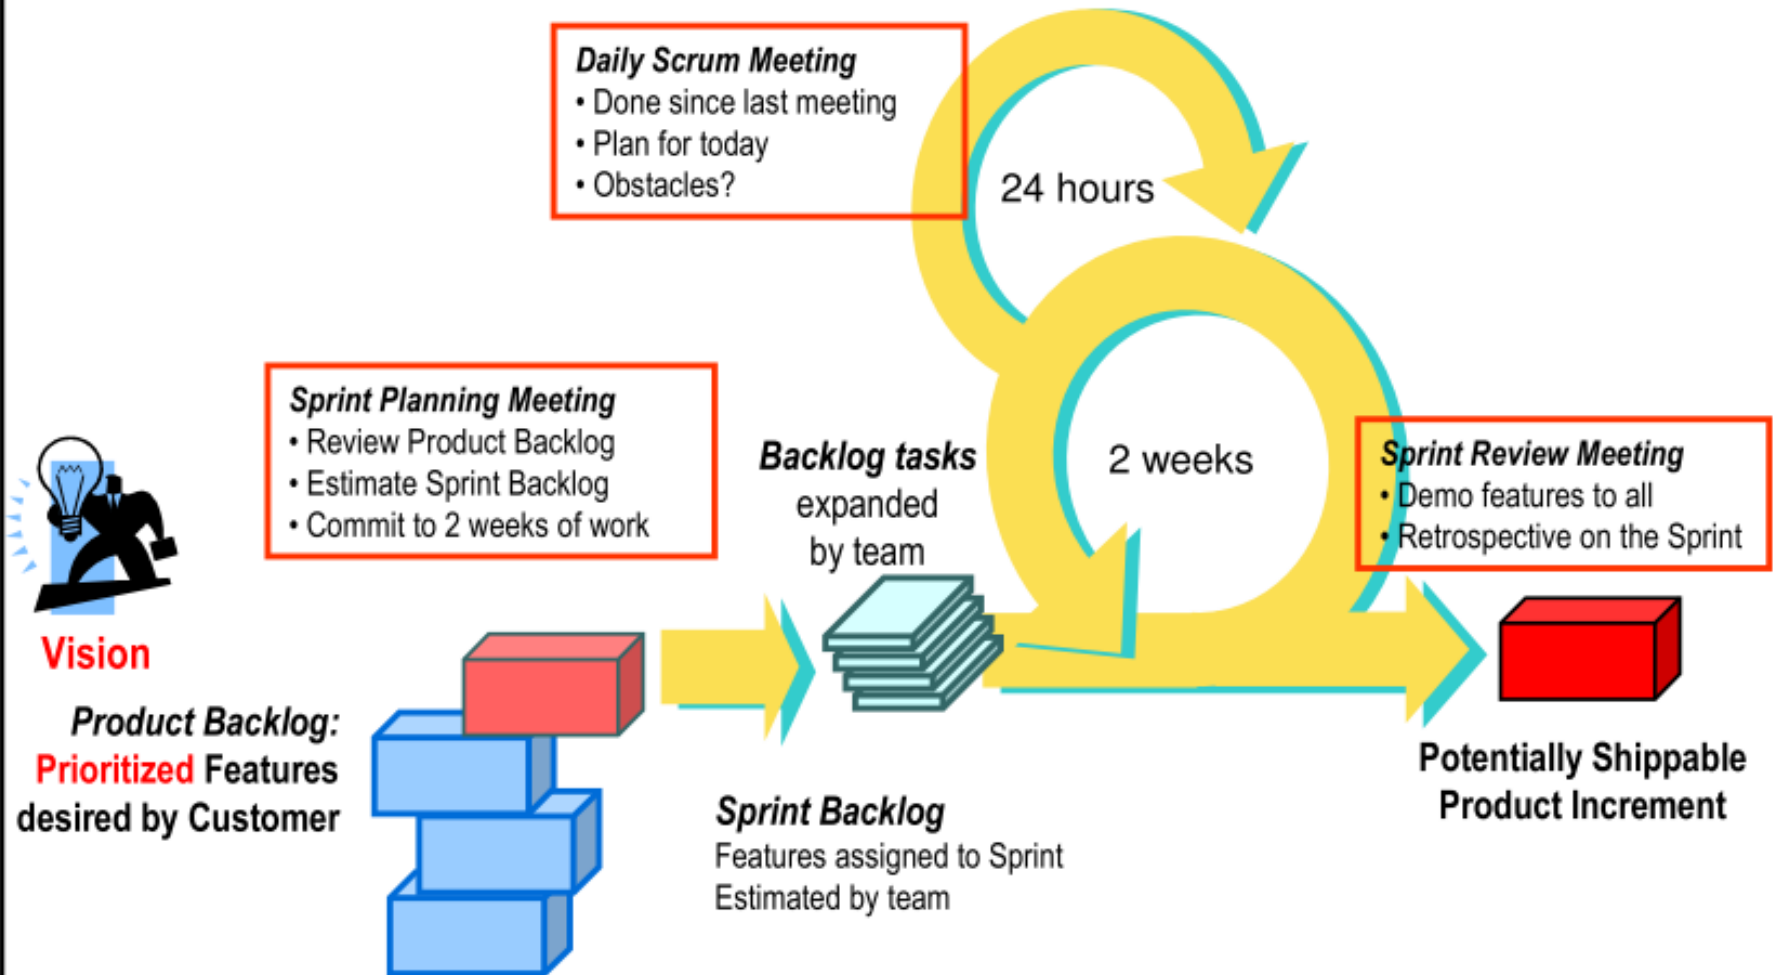 Daily Scrum Meeting
• Done since last meeting
• Plan for today
• Obstacles?
24 hours
Sprint Planning Meeting
• Review Product Backlog
• Estimate Sprint Backlog
• Commit to 2 weeks of work
Backlog tasks
expanded
by team
2 weeks
Sprint Review Meeting
• Demo features to all
• Retrospective on the Sprint
Vision
Product Backlog:
Prioritized Features
desired by Customer
Sprint Backlog
Features assigned to Sprint
Estimated by team
Potentially Shippable
Product Increment